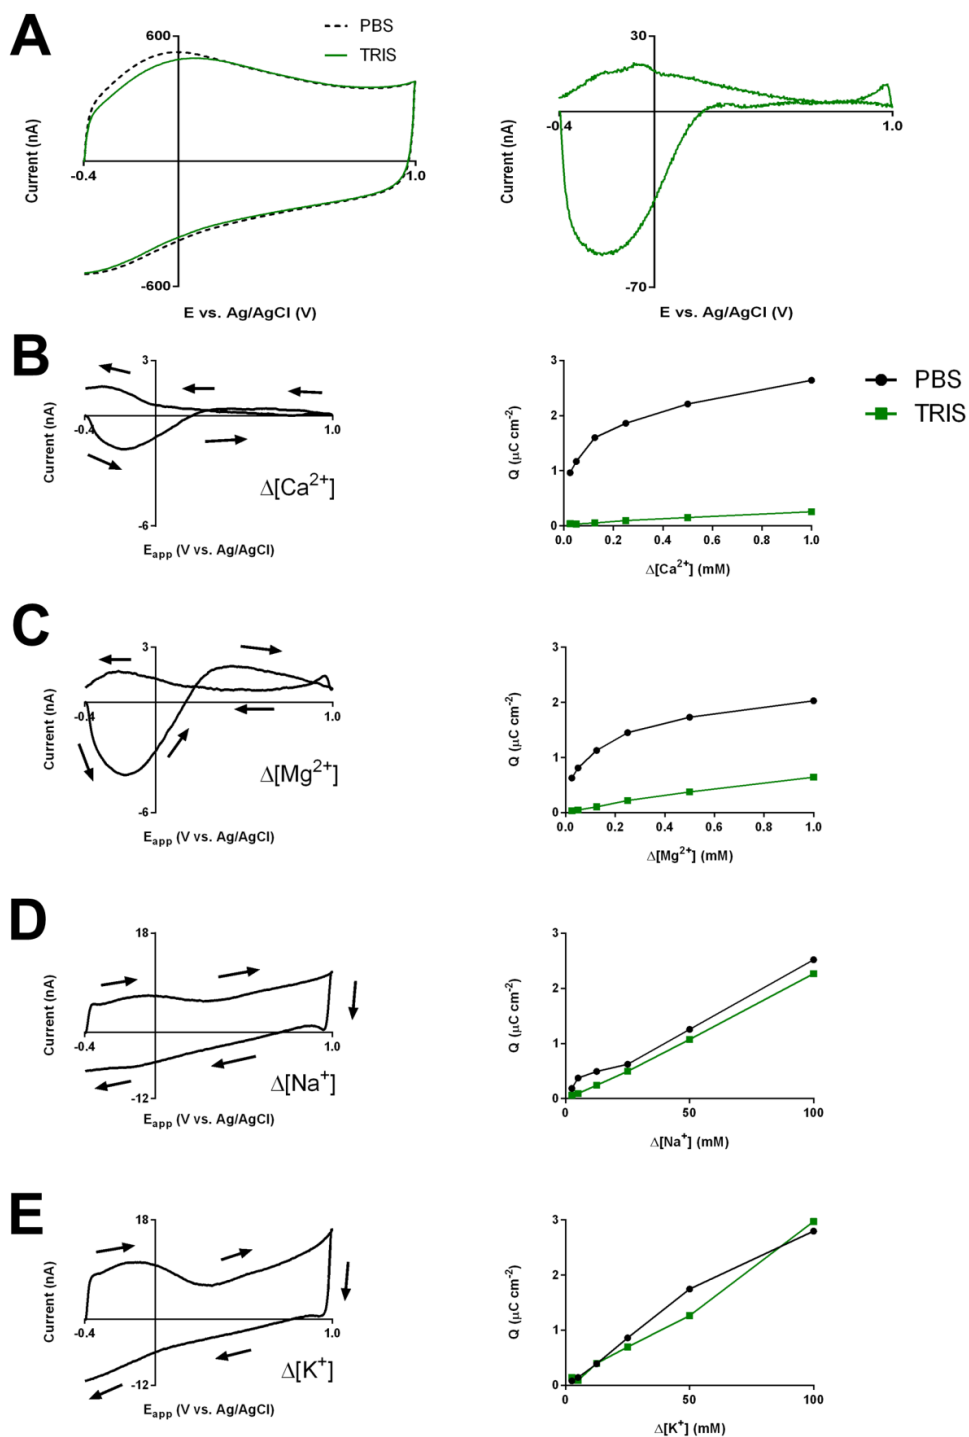 A
600
PBS
TRIS
Current (nA)
-0.4
1.0
-600
E vs. Ag/AgCl (V)
30
Current (nA)
-0.4
1.0
-70
E vs. Ag/AgCl (V)
B
3
Current (nA)
-0.4
1.0
Δ[Ca²⁺]
-6
E_app (V vs. Ag/AgCl)
3
2
1
0
Q (µC cm⁻²)
0.0 0.2 0.4 0.6 0.8 1.0
Δ[Ca²⁺] (mM)
PBS
TRIS
C
3
Current (nA)
-0.4
1.0
Δ[Mg²⁺]
-6
E_app (V vs. Ag/AgCl)
3
2
1
0
Q (µC cm⁻²)
0.0 0.2 0.4 0.6 0.8 1.0
Δ[Mg²⁺] (mM)
D
18
Current (nA)
-0.4
1.0
Δ[Na⁺]
-12
E_app (V vs. Ag/AgCl)
3
2
1
0
Q (µC cm⁻²)
0 50 100
Δ[Na⁺] (mM)
E
18
Current (nA)
-0.4
1.0
Δ[K⁺]
-12
E_app (V vs. Ag/AgCl)
3
2
1
0
Q (µC cm⁻²)
0 50 100
Δ[K⁺] (mM)